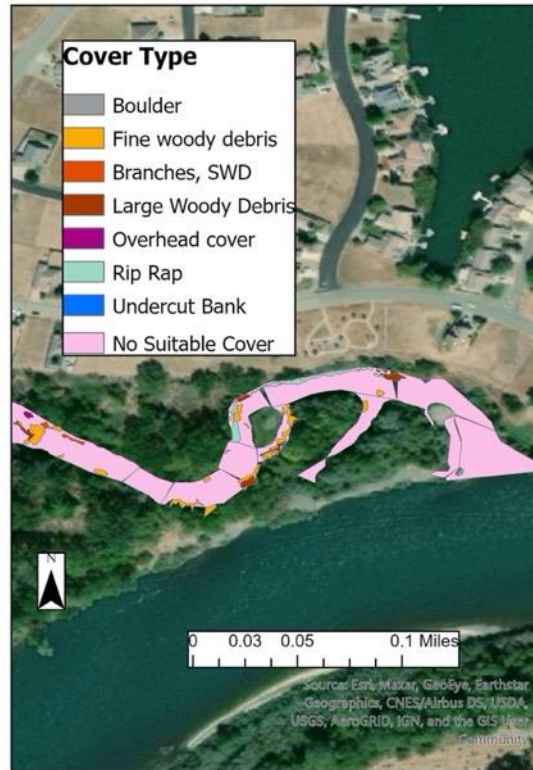 Cover Type
Boulder
Fine woody debris
Branches, SWD
Large Woody Debris
Overhead cover
Rip Rap
Undercut Bank
No Suitable Cover
N
0 0.03 0.05 0.1 Miles
Source: Esri, Maxar, GeoEye, Earthstar
Geographics, CNES/Airbus DS, USDA,
USGS, AeroGRID, IGN, and the GIS User
Community